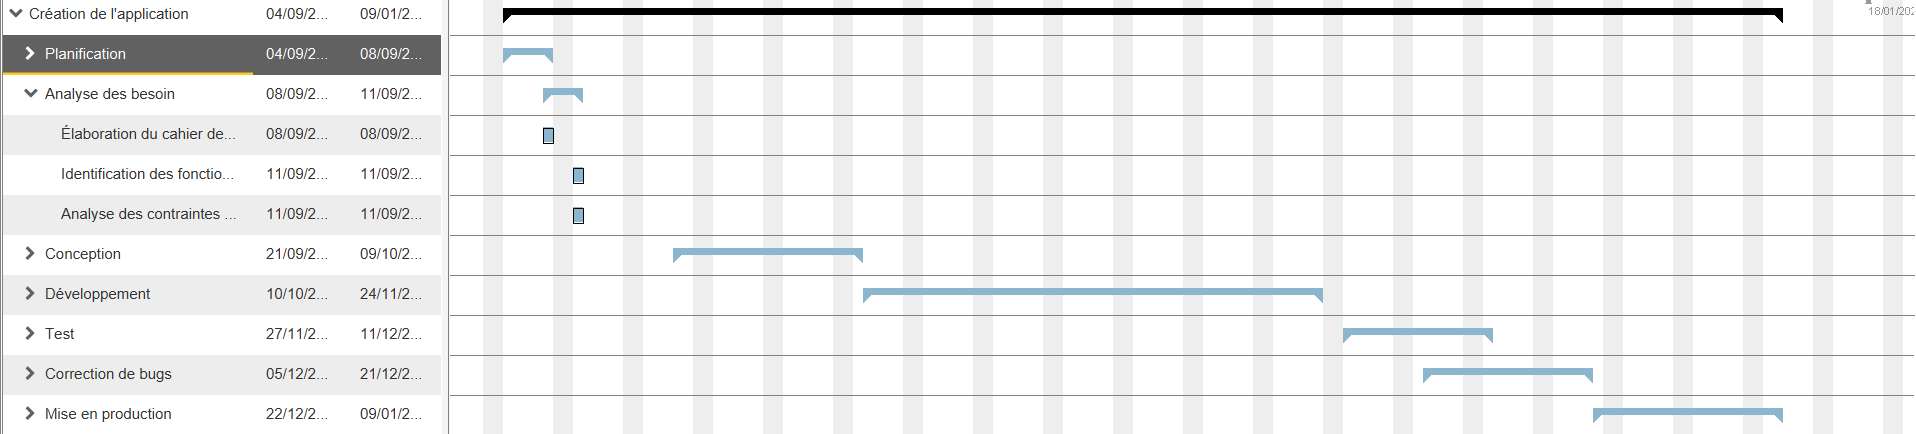 Création de l'application 04/09/2... 09/01/2... 18/01/202
Planification 04/09/2... 08/09/2...
Analyse des besoin 08/09/2... 11/09/2...
Élaboration du cahier de... 08/09/2... 08/09/2...
Identification des fonctio... 11/09/2... 11/09/2...
Analyse des contraintes ... 11/09/2... 11/09/2...
Conception 21/09/2... 09/10/2...
Développement 10/10/2... 24/11/2...
Test 27/11/2... 11/12/2...
Correction de bugs 05/12/2... 21/12/2...
Mise en production 22/12/2... 09/01/2...